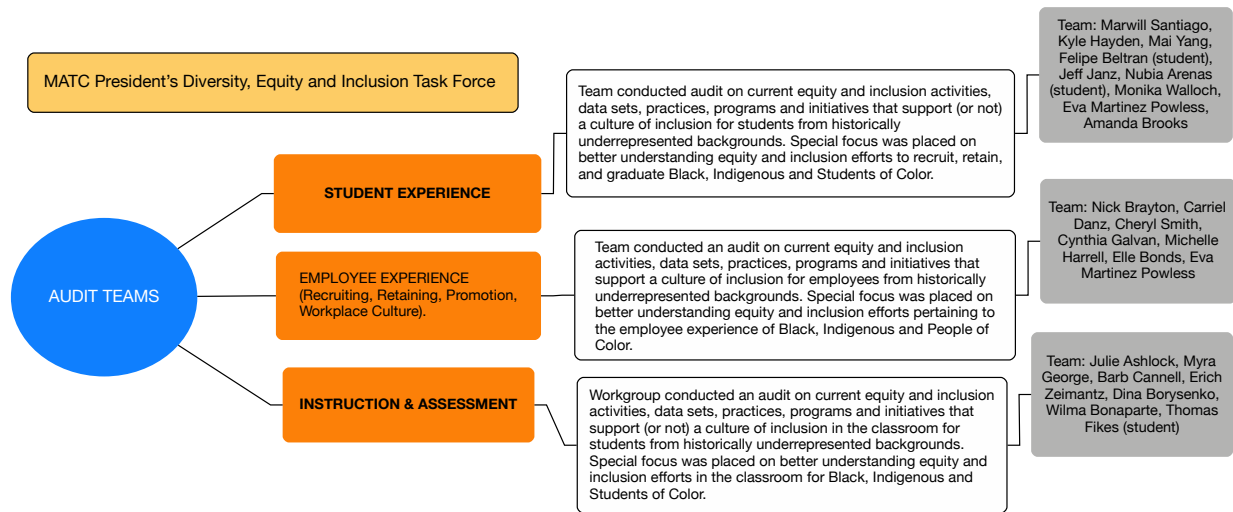 MATC President’s Diversity, Equity and Inclusion Task Force
AUDIT TEAMS
STUDENT EXPERIENCE
Team conducted audit on current equity and inclusion activities,
data sets, practices, programs and initiatives that support (or not)
a culture of inclusion for students from historically
underrepresented backgrounds. Special focus was placed on
better understanding equity and inclusion efforts to recruit, retain,
and graduate Black, Indigenous and Students of Color.
Team: Marwill Santiago,
Kyle Hayden, Mai Yang,
Felipe Beltran (student),
Jeff Janz, Nubia Arenas
(student), Monika Walloch,
Eva Martinez Powless,
Amanda Brooks
EMPLOYEE EXPERIENCE
(Recruiting, Retaining, Promotion,
Workplace Culture).
Team conducted an audit on current equity and inclusion
activities, data sets, practices, programs and initiatives that
support a culture of inclusion for employees from historically
underrepresented backgrounds. Special focus was placed on
better understanding equity and inclusion efforts pertaining to
the employee experience of Black, Indigenous and People of
Color.
Team: Nick Brayton, Carriel
Danz, Cheryl Smith,
Cynthia Galvan, Michelle
Harrell, Elle Bonds, Eva
Martinez Powless
INSTRUCTION & ASSESSMENT
Workgroup conducted an audit on current equity and inclusion
activities, data sets, practices, programs and initiatives that
support (or not) a culture of inclusion in the classroom for
students from historically underrepresented backgrounds.
Special focus was placed on better understanding equity and
inclusion efforts in the classroom for Black, Indigenous and
Students of Color.
Team: Julie Ashlock, Myra
George, Barb Cannell, Erich
Zeimantz, Dina Borysenko,
Wilma Bonaparte, Thomas
Fikes (student)